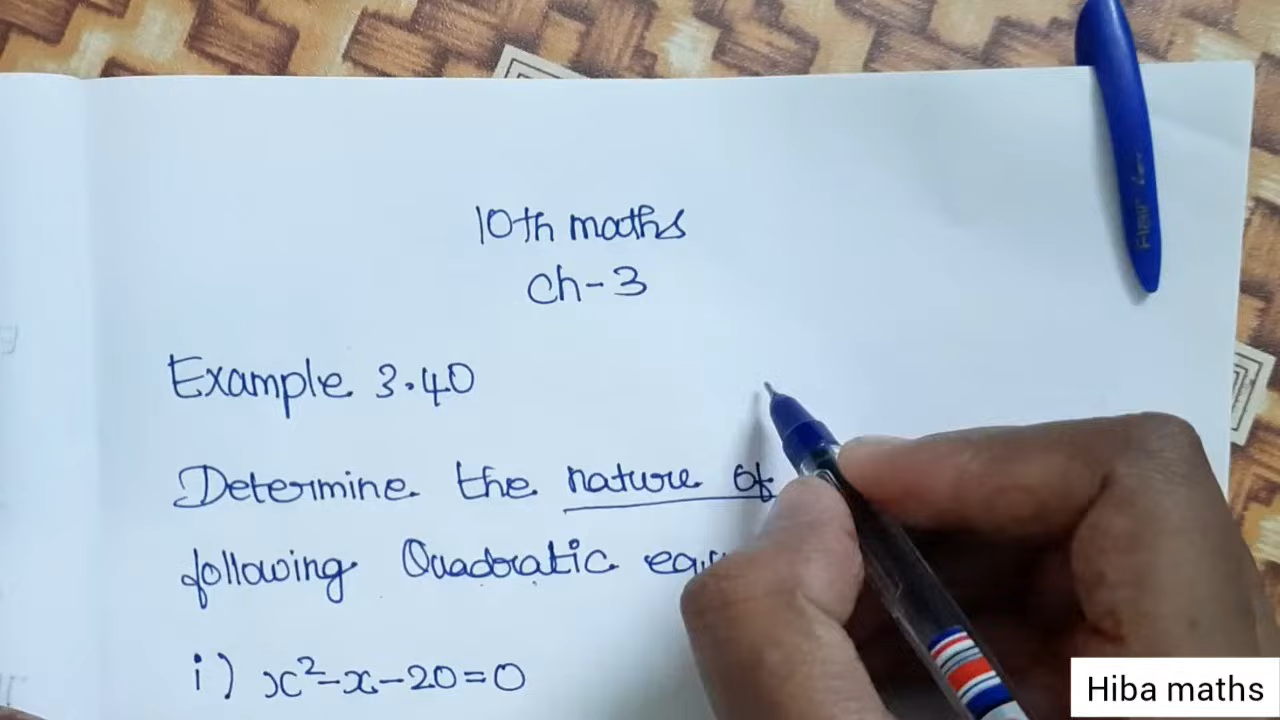 10th maths
Ch-3
Example 3.40
Determine the nature of
following Quadratic
i) x²-x-20=0
Hiba maths